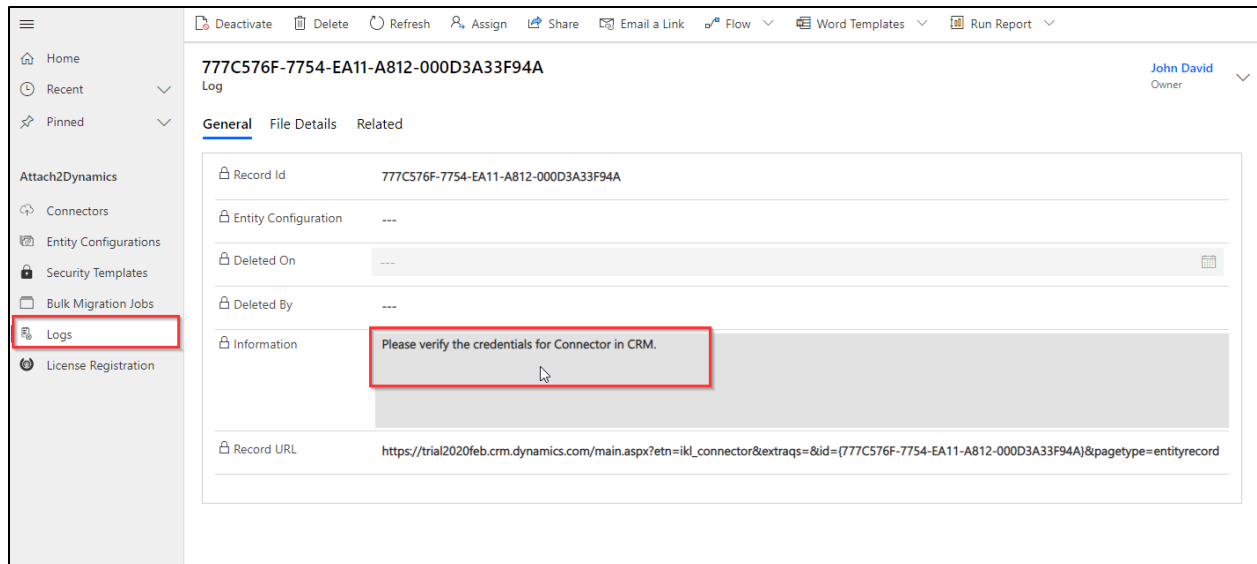 Deactivate Delete Refresh Assign Share Email a Link Flow Word Templates Run Report
Home
Recent
Pinned
Attach2Dynamics
Connectors
Entity Configurations
Security Templates
Bulk Migration Jobs
Logs
License Registration
777C576F-7754-EA11-A812-000D3A33F94A
Log
John David
Owner
General File Details Related
Record Id 777C576F-7754-EA11-A812-000D3A33F94A
Entity Configuration ---
Deleted On ---
Deleted By ---
Information Please verify the credentials for Connector in CRM.
Record URL https://trial2020feb.crm.dynamics.com/main.aspx?etn=ikl_connector&extraqs=&id={777C576F-7754-EA11-A812-000D3A33F94A}&pagetype=entityrecord